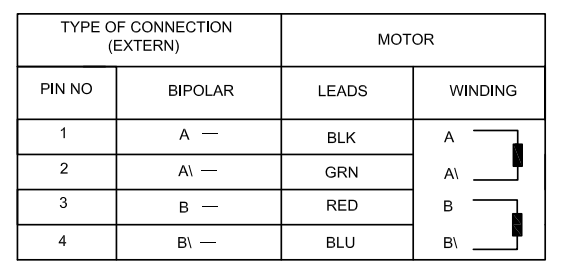 TYPE OF CONNECTION
(EXTERN)
MOTOR
PIN NO
BIPOLAR
LEADS
WINDING
1
A —
BLK
A
2
A\ —
GRN
A\
3
B —
RED
B
4
B\ —
BLU
B\